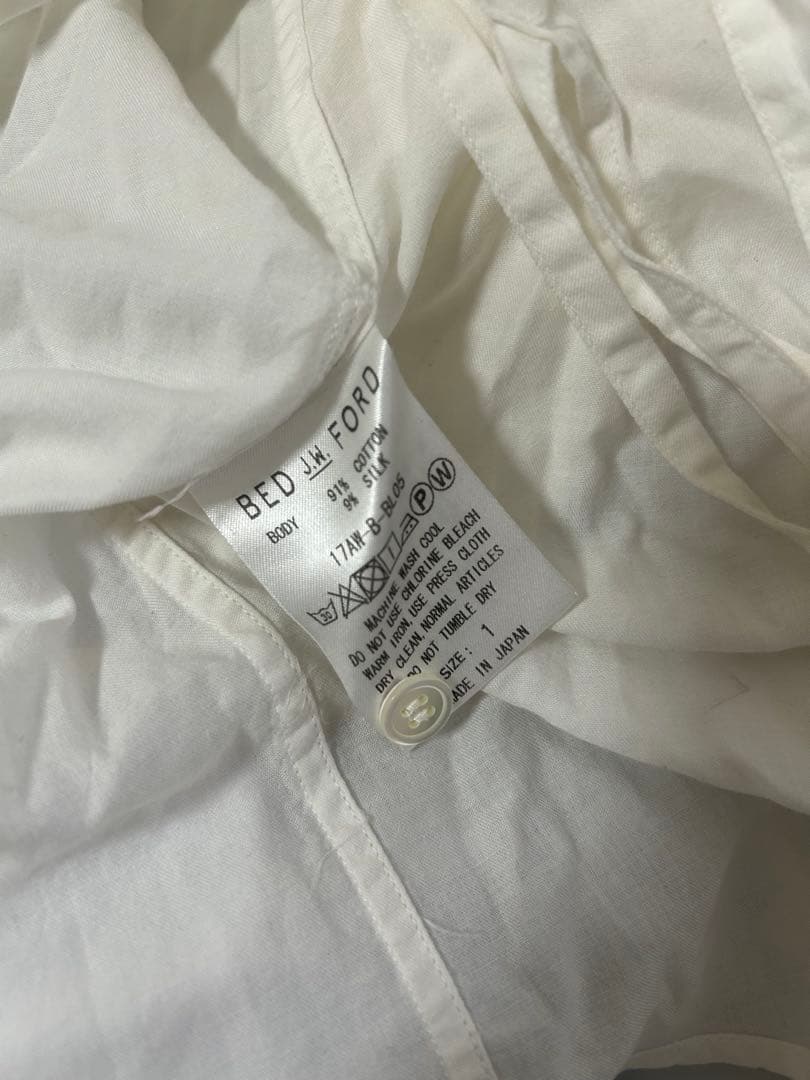 BED J.W. FORD
BODY 91% COTTON
9% SILK
17AW-B-BL05
30 P W
MACHINE WASH COOL
DO NOT USE CHLORINE BLEACH
WARM IRON, USE PRESS CLOTH
DRY CLEAN, NORMAL ARTICLES
DO NOT TUMBLE DRY
SIZE: 1
MADE IN JAPAN